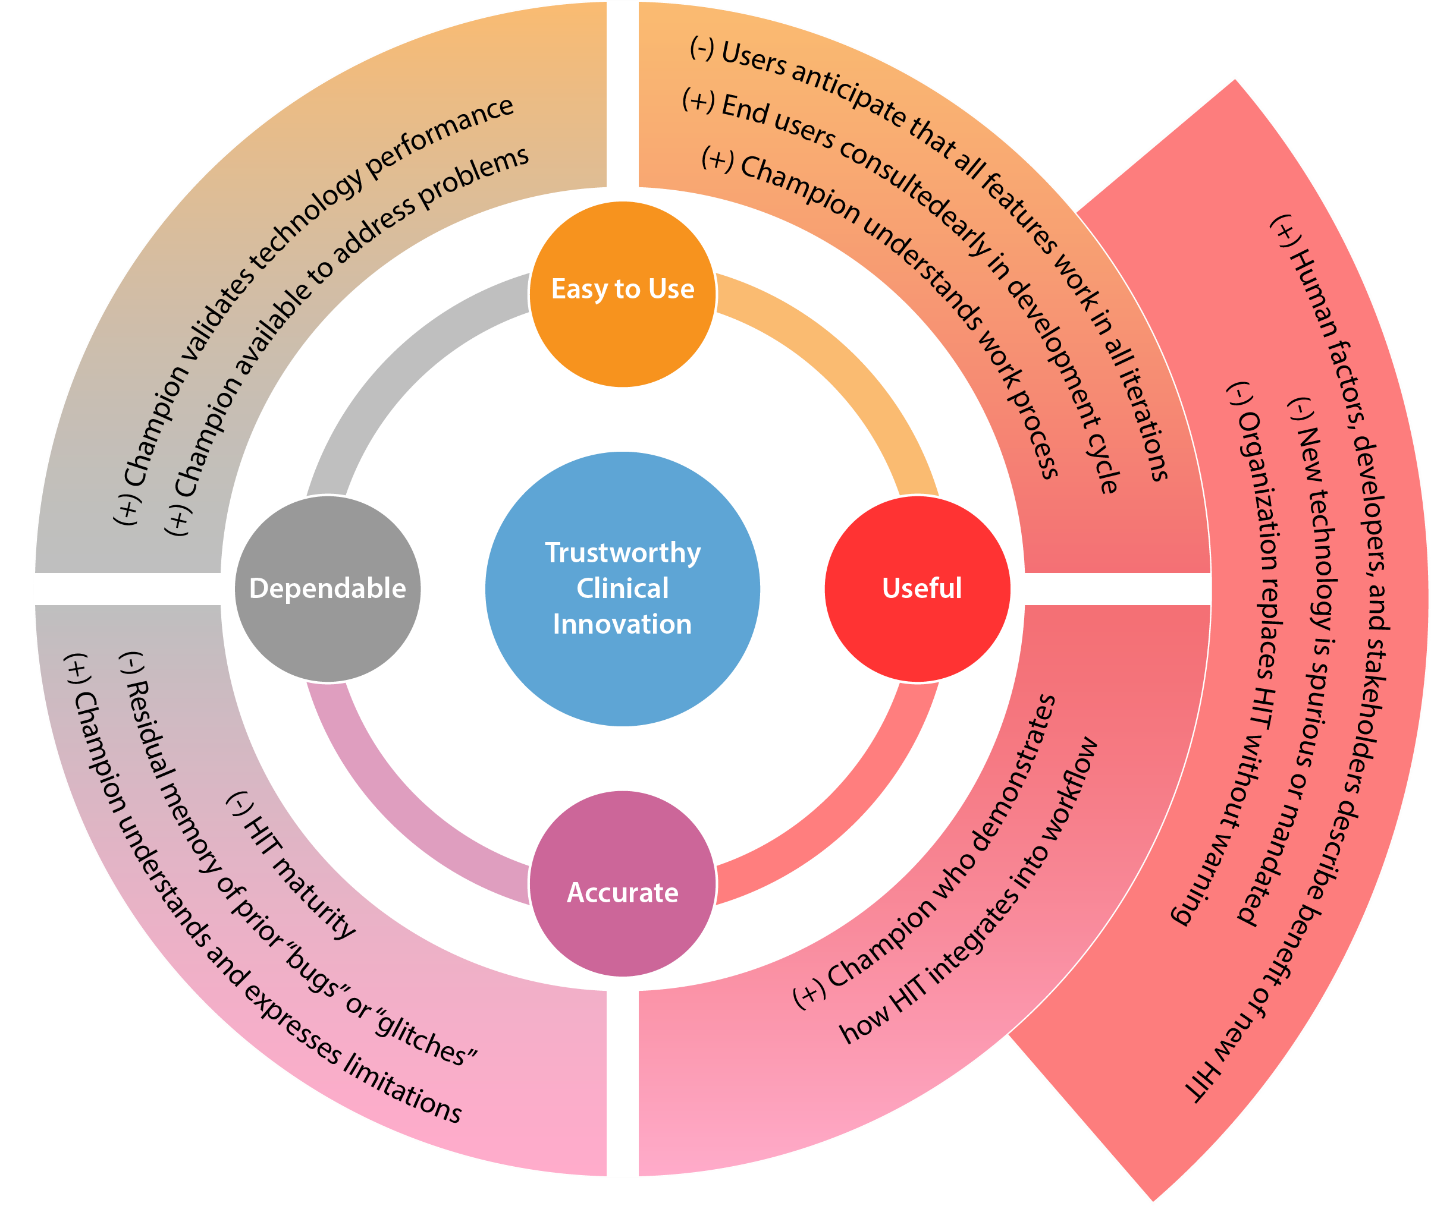 (+) Champion validates technology performance
(+) Champion available to address problems
(-) Users anticipate that all features work in all iterations
(+) End users consultedearly in development cycle
(+) Champion understands work process
(+) Human factors, developers, and stakeholders describe benefit of new HIT
(-) New technology is spurious or mandated
(-) Organization replaces HIT without warning
Easy to Use
Dependable
Trustworthy
Clinical
Innovation
Useful
Accurate
(-) HIT maturity
(-) Residual memory of prior “bugs” or “glitches”
(+) Champion understands and expresses limitations
(+) Champion who demonstrates
how HIT integrates into workflow